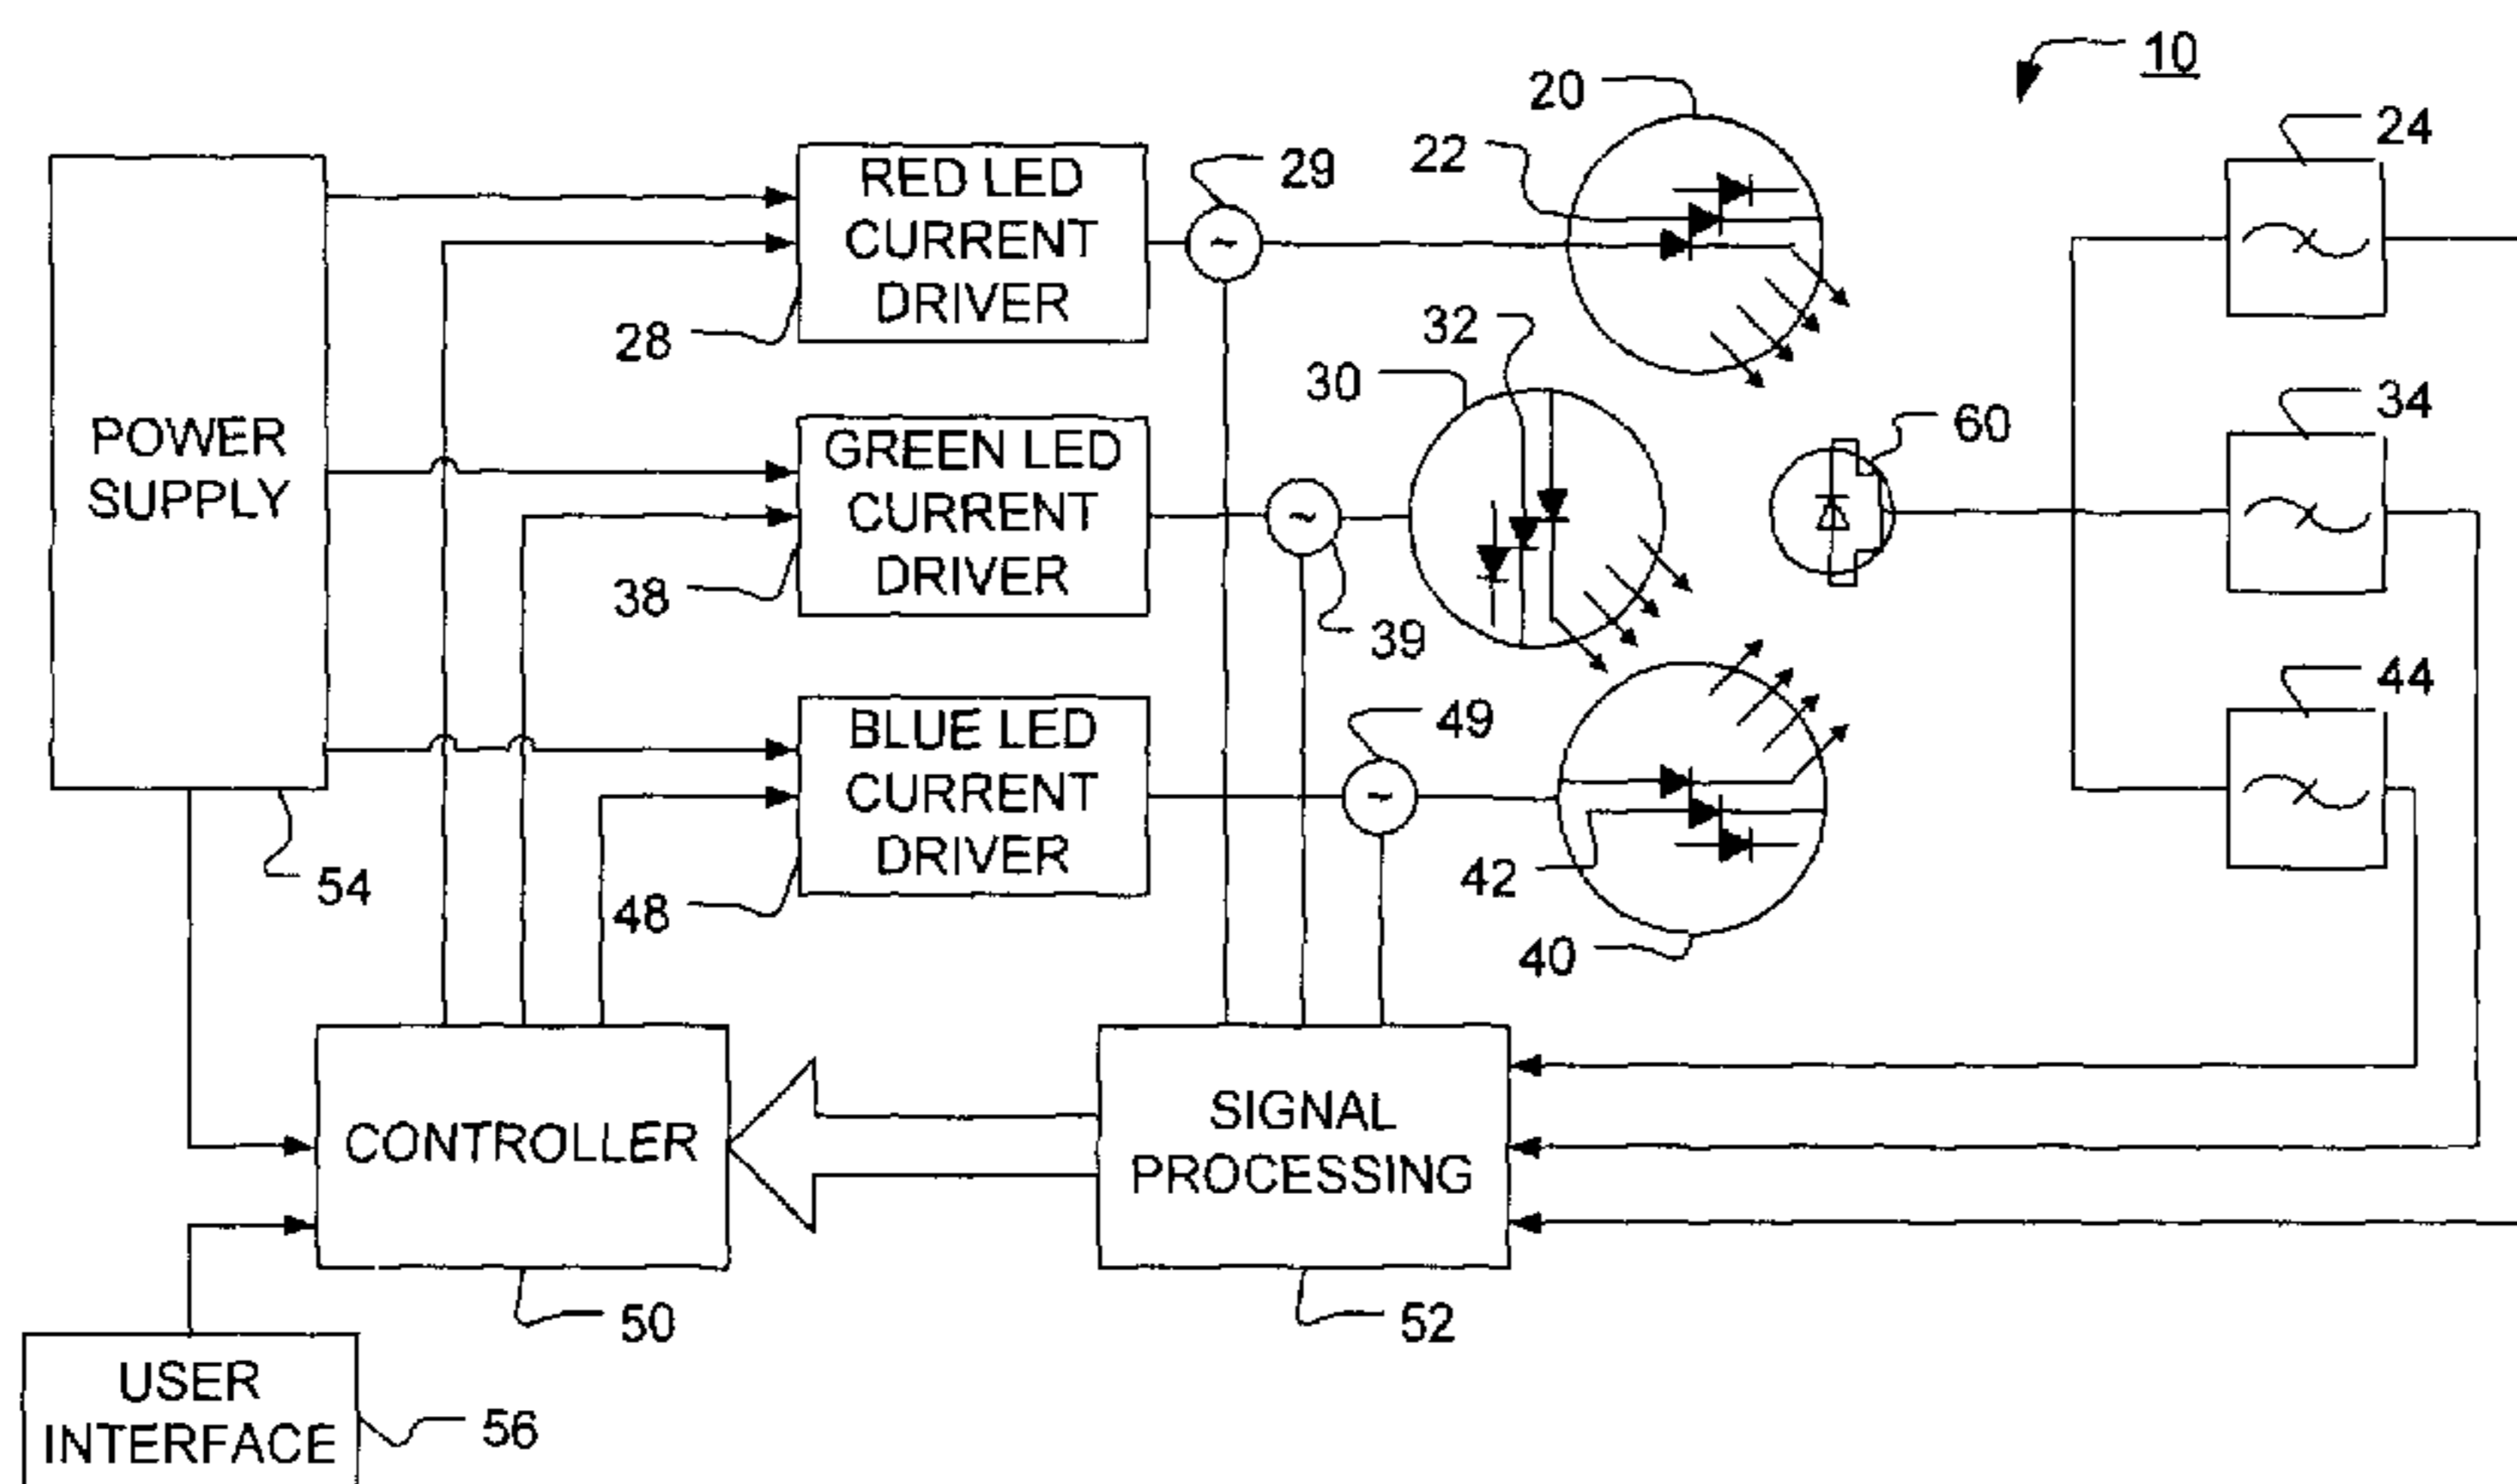 10
20
24
22
29
RED LED
CURRENT
DRIVER
28
32
30
34
60
POWER
SUPPLY
GREEN LED
CURRENT
DRIVER
38
39
44
49
BLUE LED
CURRENT
DRIVER
42
54
48
40
CONTROLLER
SIGNAL
PROCESSING
50
52
USER
INTERFACE
56